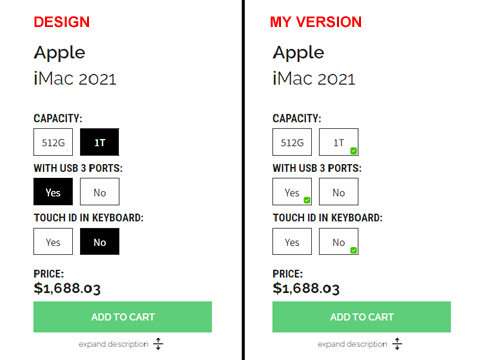 DESIGN
Apple
iMac 2021
CAPACITY:
512G 1T
WITH USB 3 PORTS:
Yes No
TOUCH ID IN KEYBOARD:
Yes No
PRICE:
$1,688.03
ADD TO CART
expand description
MY VERSION
Apple
iMac 2021
CAPACITY:
512G 1T
WITH USB 3 PORTS:
Yes No
TOUCH ID IN KEYBOARD:
Yes No
PRICE:
$1,688.03
ADD TO CART
expand description